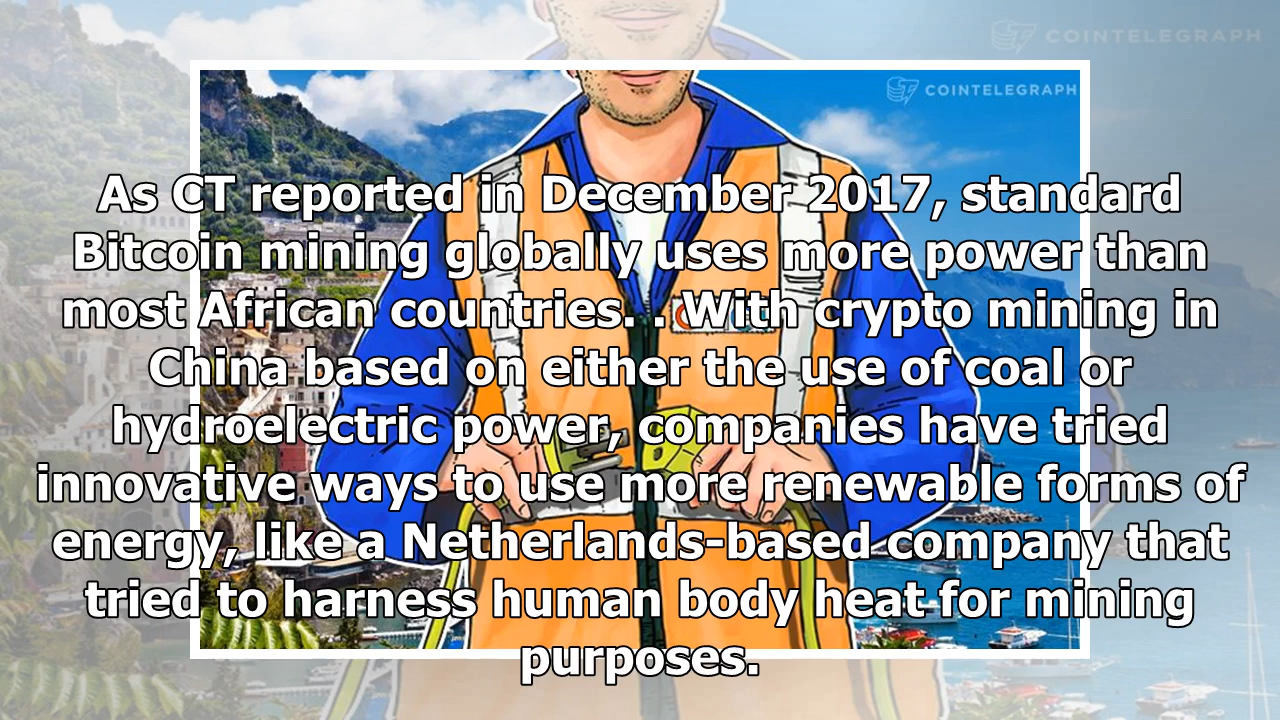 COINTELEGRAPH
COINTELEGRAPH
As CT reported in December 2017, standard
Bitcoin mining globally uses more power than
most African countries. . With crypto mining in
China based on either the use of coal or
hydroelectric power, companies have tried
innovative ways to use more renewable forms of
energy, like a Netherlands-based company that
tried to harness human body heat for mining
purposes.